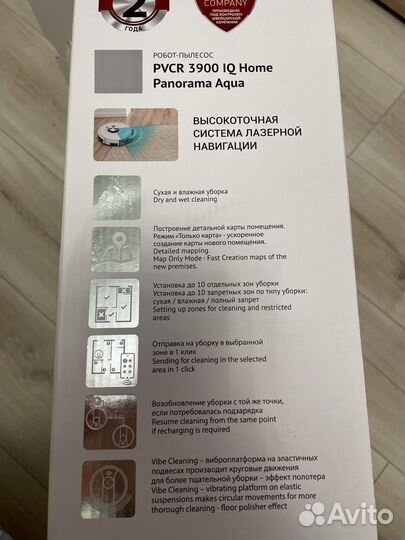 COMPANY
ПРОИЗВЕДЕНО
ПОД КОНТРОЛЕМ
ШВЕЙЦАРСКОЙ
КОМПАНИИ
2
ГОДА
РОБОТ-ПЫЛЕСОС
PVCR 3900 IQ Home
Panorama Aqua
ВЫСОКОТОЧНАЯ
СИСТЕМА ЛАЗЕРНОЙ
НАВИГАЦИИ
Сухая и влажная уборка
Dry and wet cleaning
Построение детальной карты помещения.
Режим «Только карта» - ускоренное
создание карты нового помещения.
Detailed mapping.
Map Only Mode - Fast Creation maps of the
new premises.
Установка до 10 отдельных зон уборки
Установка до 10 запретных зон по типу уборки:
сухая / влажная / полный запрет
Setting up zones for cleaning and restricted
areas
Отправка на уборку в выбранной
зоне в 1 клик
Sending for cleaning in the selected
area in 1 click
Возобновление уборки с той же точки,
если потребовалась подзарядка
Resume cleaning from the same point
if recharging is required
Vibe Cleaning – виброплатформа на эластичных
подвесах производит круговые движения
для более тщательной уборки – эффект полотера
Vibe Cleaning – vibrating platform on elastic
suspensions makes circular movements for more
thorough cleaning - floor polisher effect
Avito